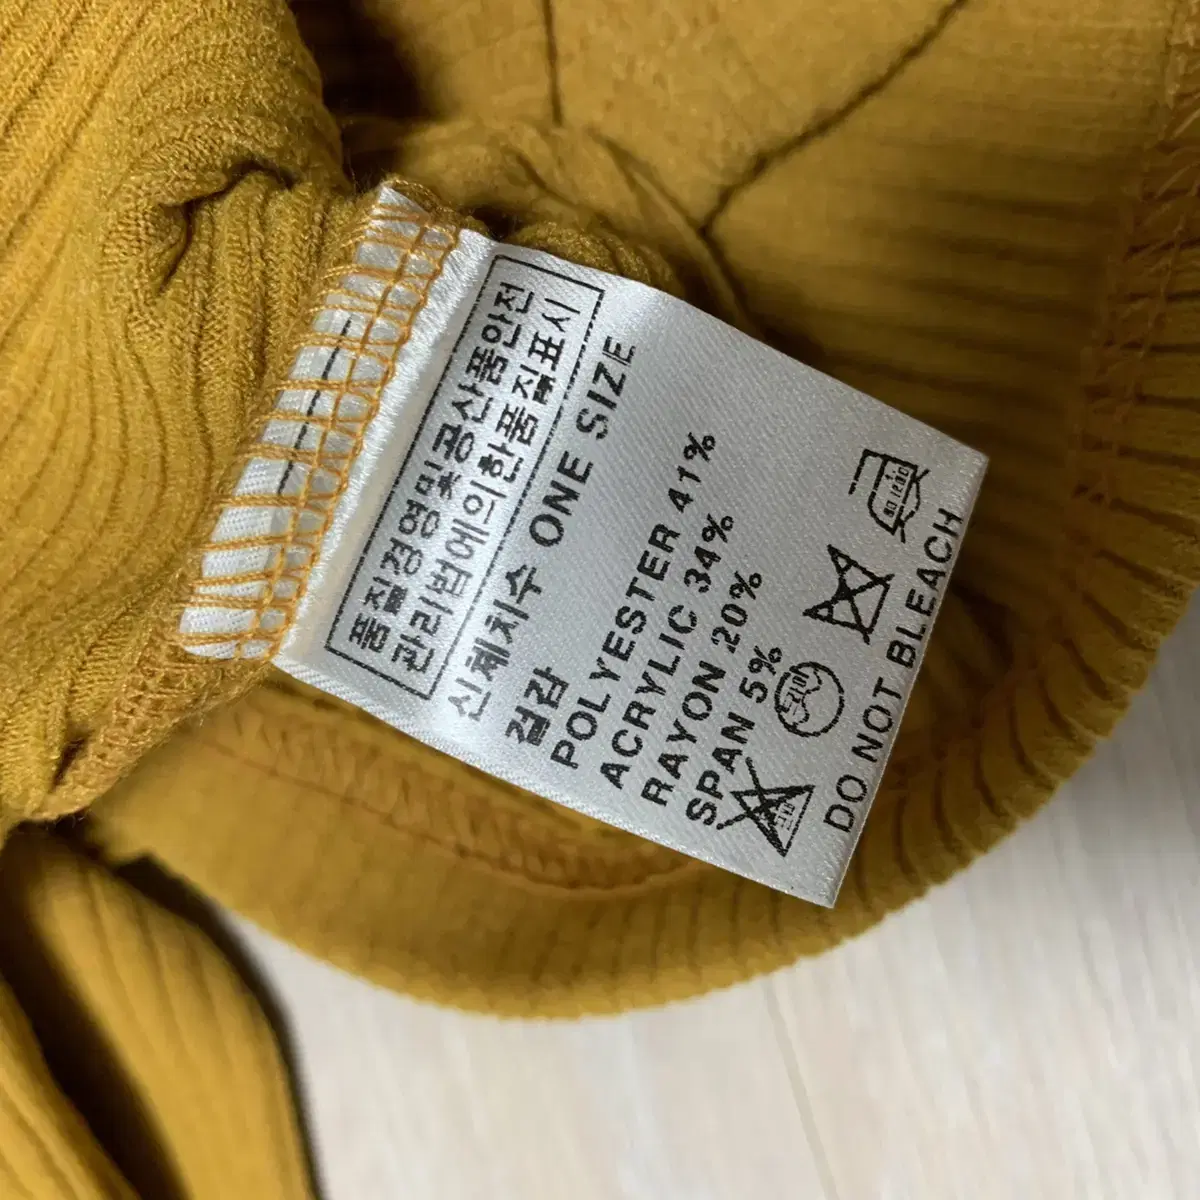 품질경영및공산품안전
관리법에의한품질표시
신체치수 ONE SIZE
겉감
POLYESTER 41%
ACRYLIC 34%
RAYON 20%
SPAN 5%
DO NOT BLEACH